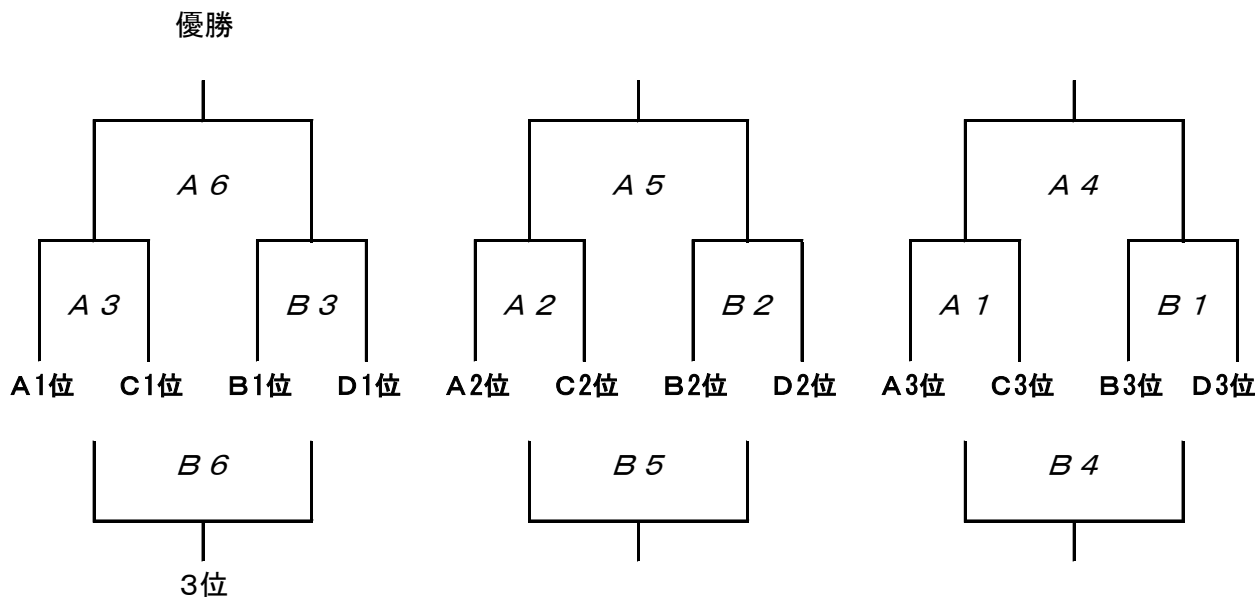 優勝
A 6 A 5 A 4
A 3 B 3 A 2 B 2 A 1 B 1
A1位 C1位 B1位 D1位 A2位 C2位 B2位 D2位 A3位 C3位 B3位 D3位
B 6 B 5 B 4
3位